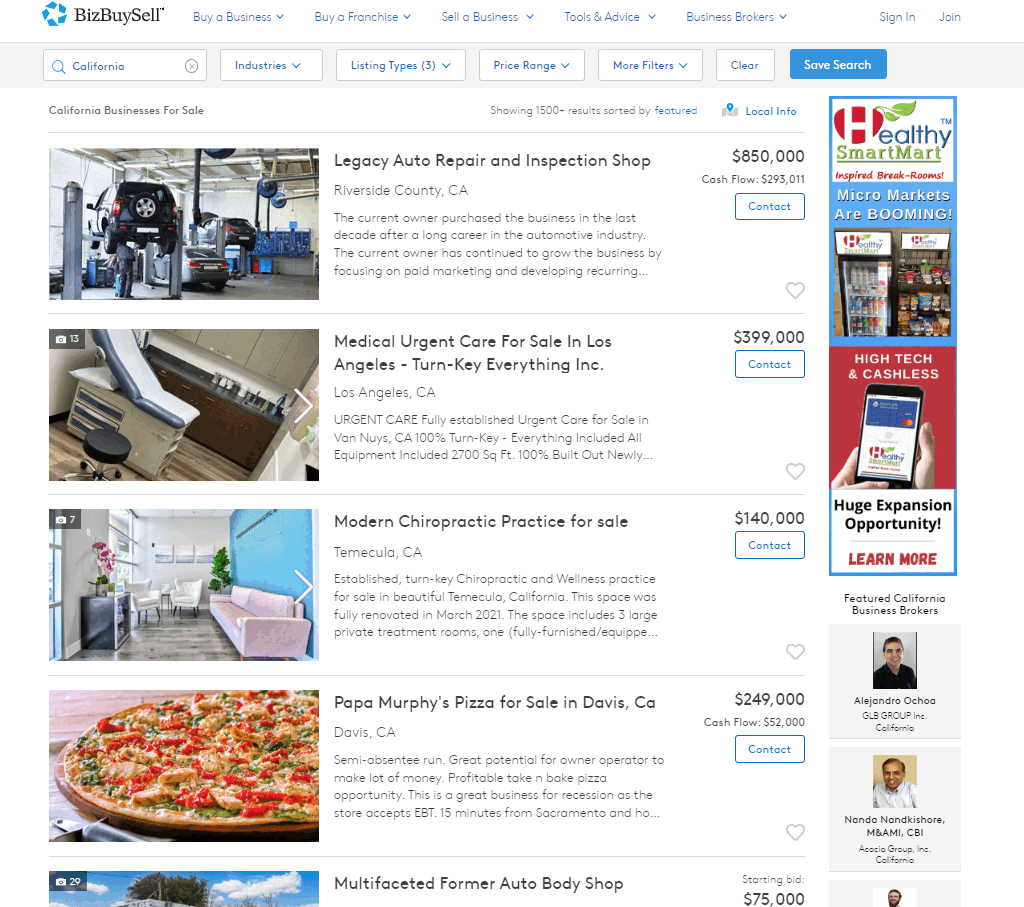 BizBuySell
Buy a Business
Buy a Franchise
Sell a Business
Tools & Advice
Business Brokers
Sign In
Join
California
Industries
Listing Types (3)
Price Range
More Filters
Clear
Save Search
California Businesses For Sale
Showing 1500+ results sorted by featured
Local Info
Legacy Auto Repair and Inspection Shop
$850,000
Cash Flow: $293,011
Contact
Riverside County, CA
The current owner purchased the business in the last
decade after a long career in the automotive industry.
The current owner has continued to grow the business by
focusing on paid marketing and developing recurring...
13
Medical Urgent Care For Sale In Los
Angeles - Turn-Key Everything Inc.
$399,000
Contact
Los Angeles, CA
URGENT CARE Fully established Urgent Care for Sale in
Van Nuys, CA 100% Turn-Key - Everything Included All
Equipment Included 2700 Sq Ft. 100% Built Out Newly...
7
Modern Chiropractic Practice for sale
$140,000
Contact
Temecula, CA
Established, turn-key Chiropractic and Wellness practice
for sale in beautiful Temecula, California. This space was
fully renovated in March 2021. The space includes 3 large
private treatment rooms, one (fully-furnished/equippe...
Papa Murphy's Pizza for Sale in Davis, Ca
$249,000
Cash Flow: $52,000
Contact
Davis, CA
Semi-absentee run. Great potential for owner operator to
make lot of money. Profitable take n bake pizza
opportunity. This is a great business for recession as the
store accepts EBT. 15 minutes from Sacramento and ho...
29
Multifaceted Former Auto Body Shop
Starting bid:
$75,000
Healthy TM
SmartMart
Inspired Break-Rooms!
Micro Markets
Are BOOMING!
HIGH TECH
& CASHLESS
Healthy
SmartMart
Huge Expansion
Opportunity!
LEARN MORE
Featured California
Business Brokers
Alejandro Ochoa
GLB GROUP Inc.
California
Nanda Nandkishore,
M&AMI, CBI
Acacia Group, Inc.
California